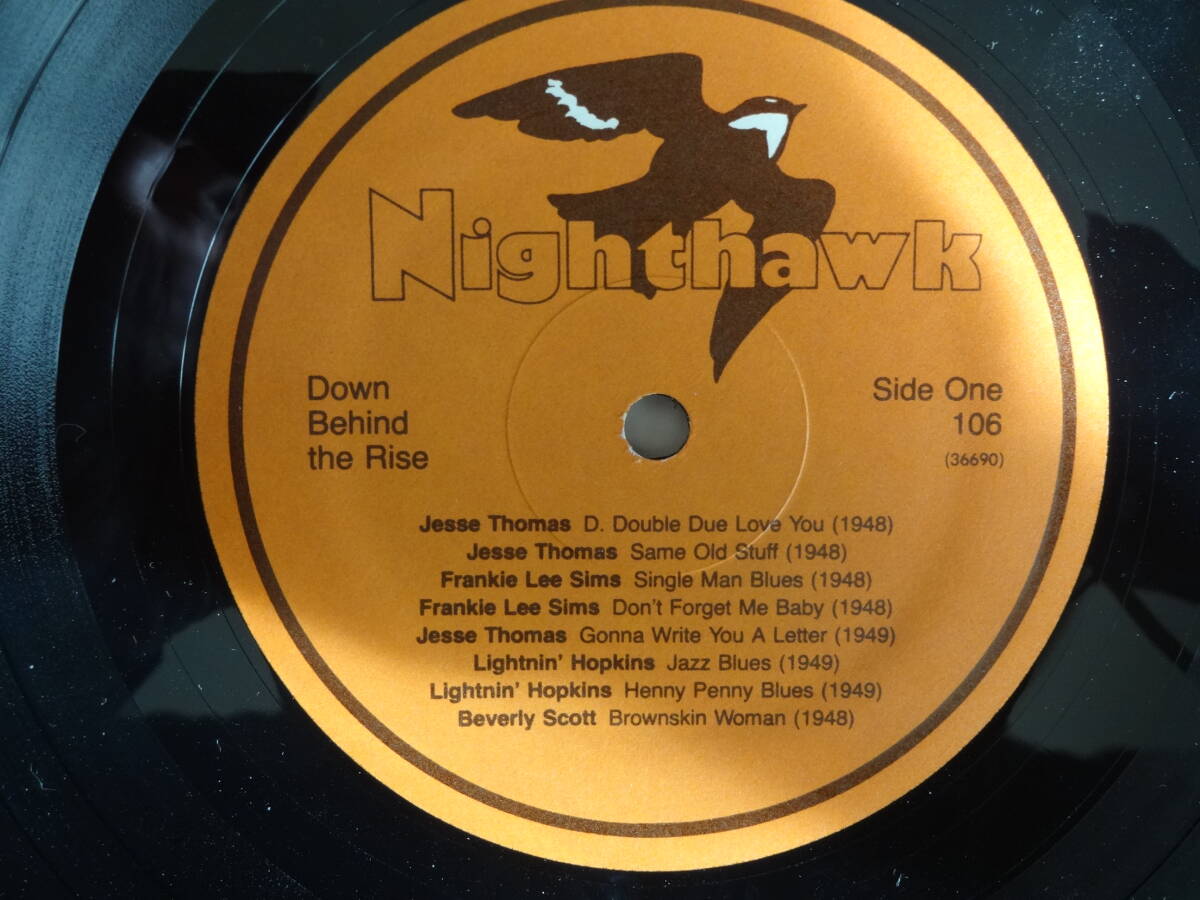 Nighthawk
Down
Behind
the Rise
Side One
106
(36690)
Jesse Thomas D. Double Due Love You (1948)
Jesse Thomas Same Old Stuff (1948)
Frankie Lee Sims Single Man Blues (1948)
Frankie Lee Sims Don't Forget Me Baby (1948)
Jesse Thomas Gonna Write You A Letter (1949)
Lightnin' Hopkins Jazz Blues (1949)
Lightnin' Hopkins Henny Penny Blues (1949)
Beverly Scott Brownskin Woman (1948)